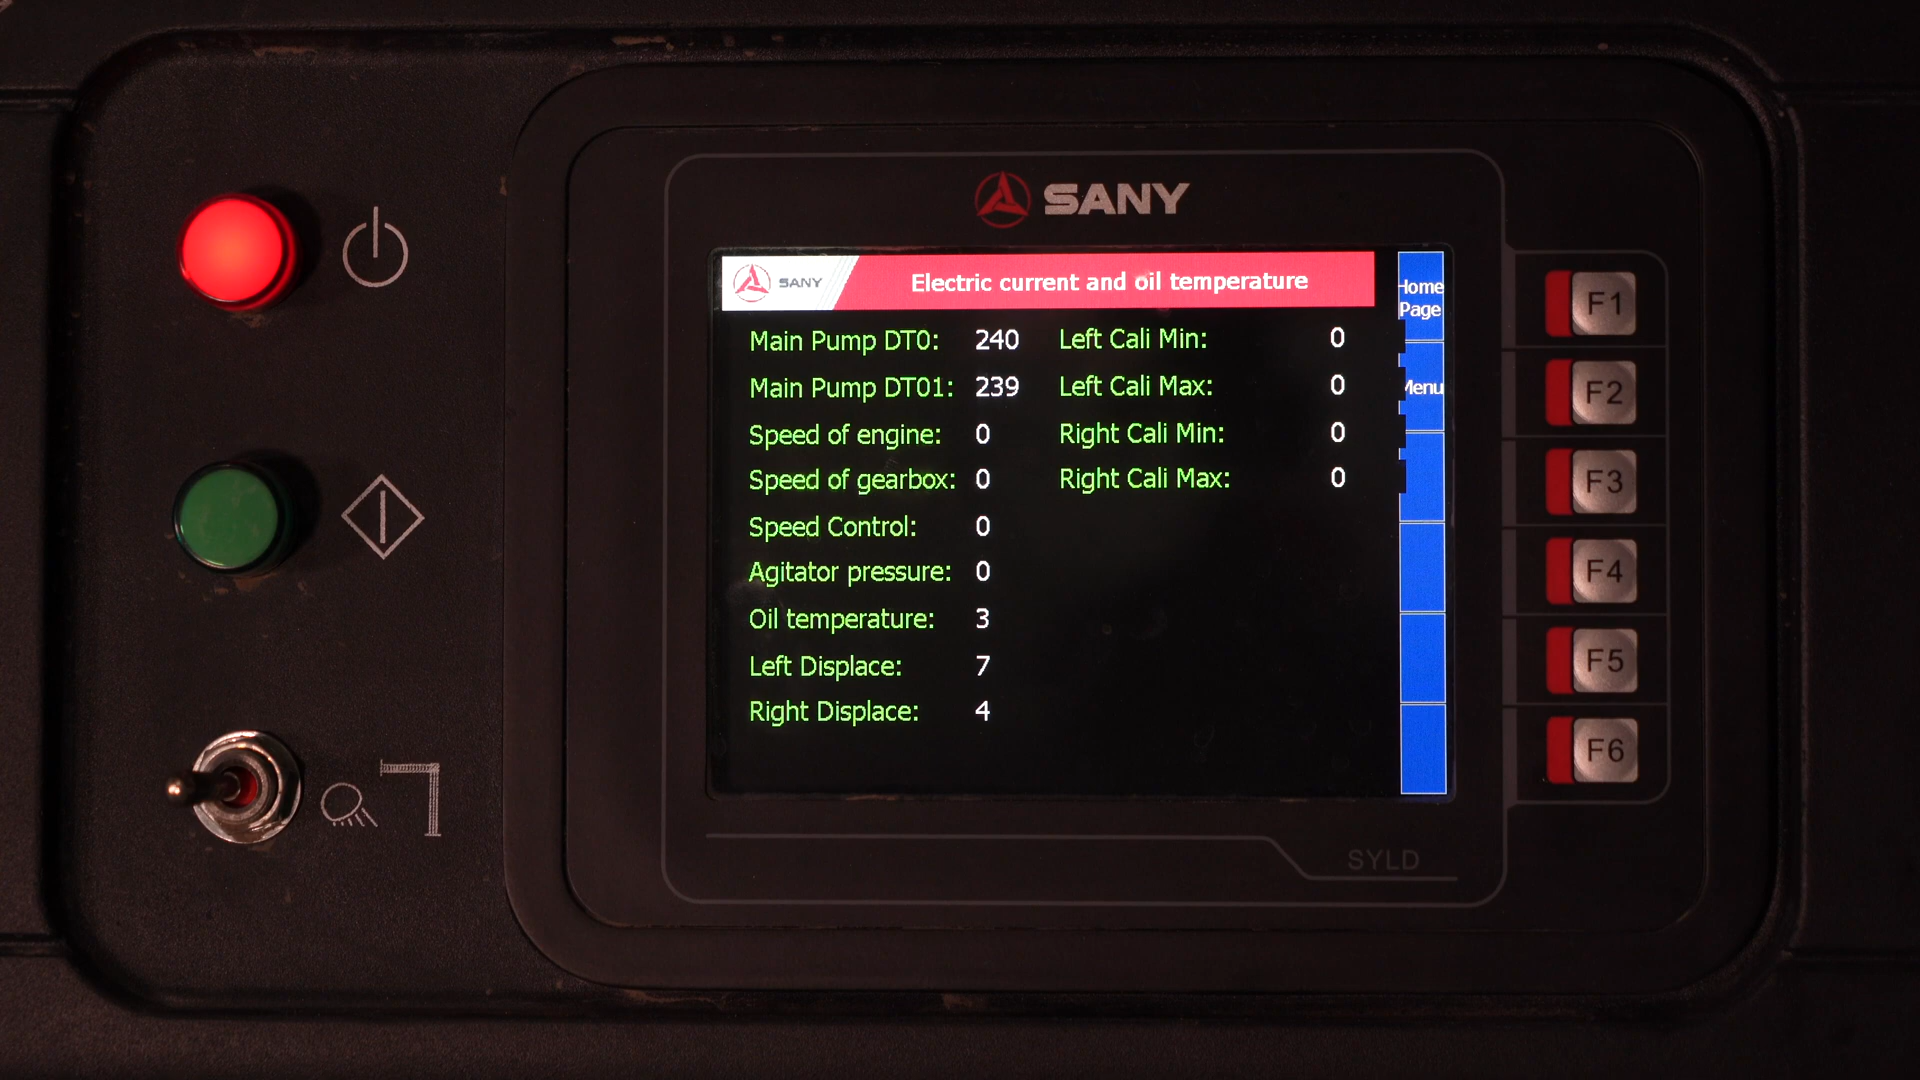 SANY
SANY Electric current and oil temperature
Home
Page
Menu
Main Pump DT0: 240 Left Cali Min: 0
Main Pump DT01: 239 Left Cali Max: 0
Speed of engine: 0 Right Cali Min: 0
Speed of gearbox: 0 Right Cali Max: 0
Speed Control: 0
Agitator pressure: 0
Oil temperature: 3
Left Displace: 7
Right Displace: 4
SYLD
F1
F2
F3
F4
F5
F6